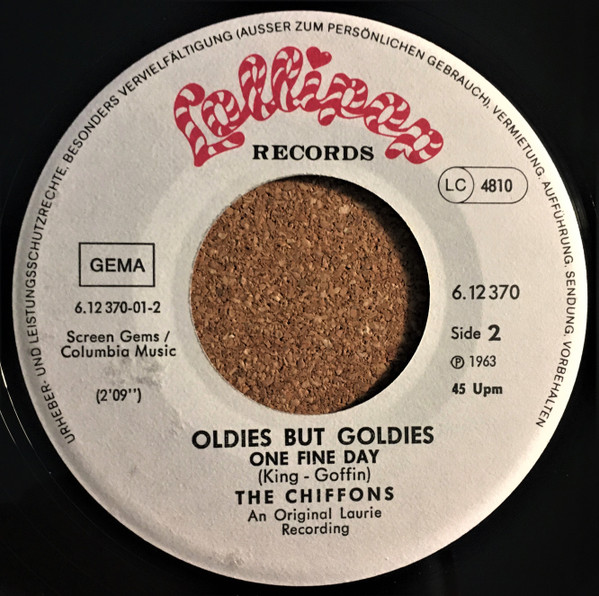 URHEBER- UND LEISTUNGSSCHUTZRECHTE, BESONDERS VERVIELFÄLTIGUNG (AUSSER ZUM PERSÖNLICHEN GEBRAUCH), VERMIETUNG, AUFFÜHRUNG, SENDUNG, VORBEHALTEN
Lollipop
RECORDS
LC 4810
GEMA
6.12 370-01-2
Screen Gems /
Columbia Music
(2'09")
6.12 370
Side 2
℗ 1963
45 Upm
OLDIES BUT GOLDIES
ONE FINE DAY
(King - Goffin)
THE CHIFFONS
An Original Laurie
Recording